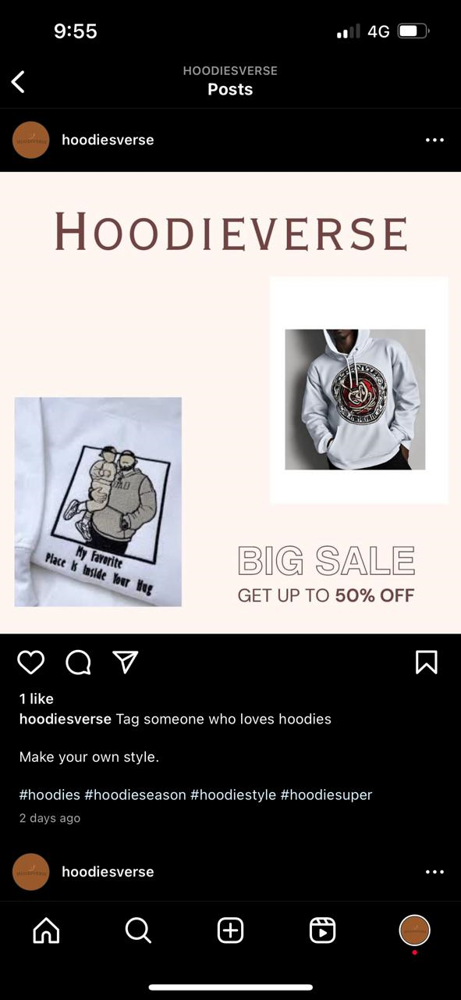 9:55
4G
HOODIESVERSE
Posts
hoodiesverse
HOODIEVERSE
DAD
My Favorite
Place Is Inside Your Hug
BIG SALE
GET UP TO 50% OFF
1 like
hoodiesverse Tag someone who loves hoodies
Make your own style.
#hoodies #hoodieseason #hoodiestyle #hoodiesuper
2 days ago
hoodiesverse